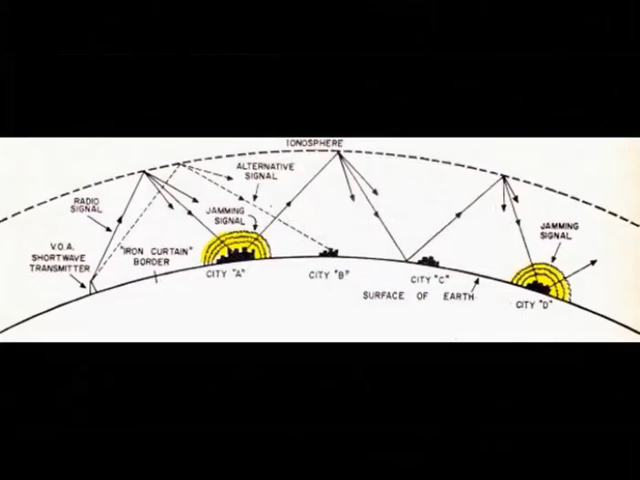 IONOSPHERE
ALTERNATIVE
SIGNAL
RADIO
SIGNAL
JAMMING
SIGNAL
JAMMING
SIGNAL
V.O.A.
SHORTWAVE
TRANSMITTER
"IRON CURTAIN"
BORDER
CITY "A"
CITY "B"
CITY "C"
SURFACE OF EARTH
CITY "D"